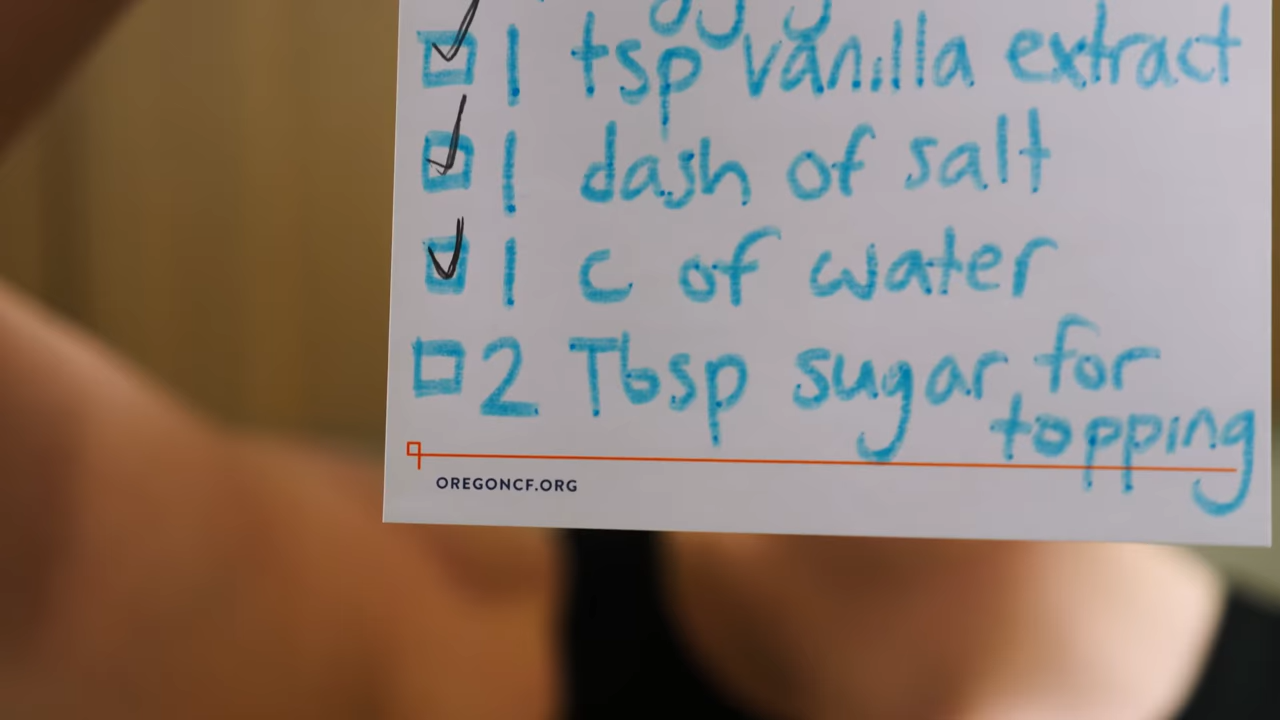 1 tsp vanilla extract
1 dash of salt
1 c of water
2 Tbsp sugar for
topping
OREGONCF.ORG